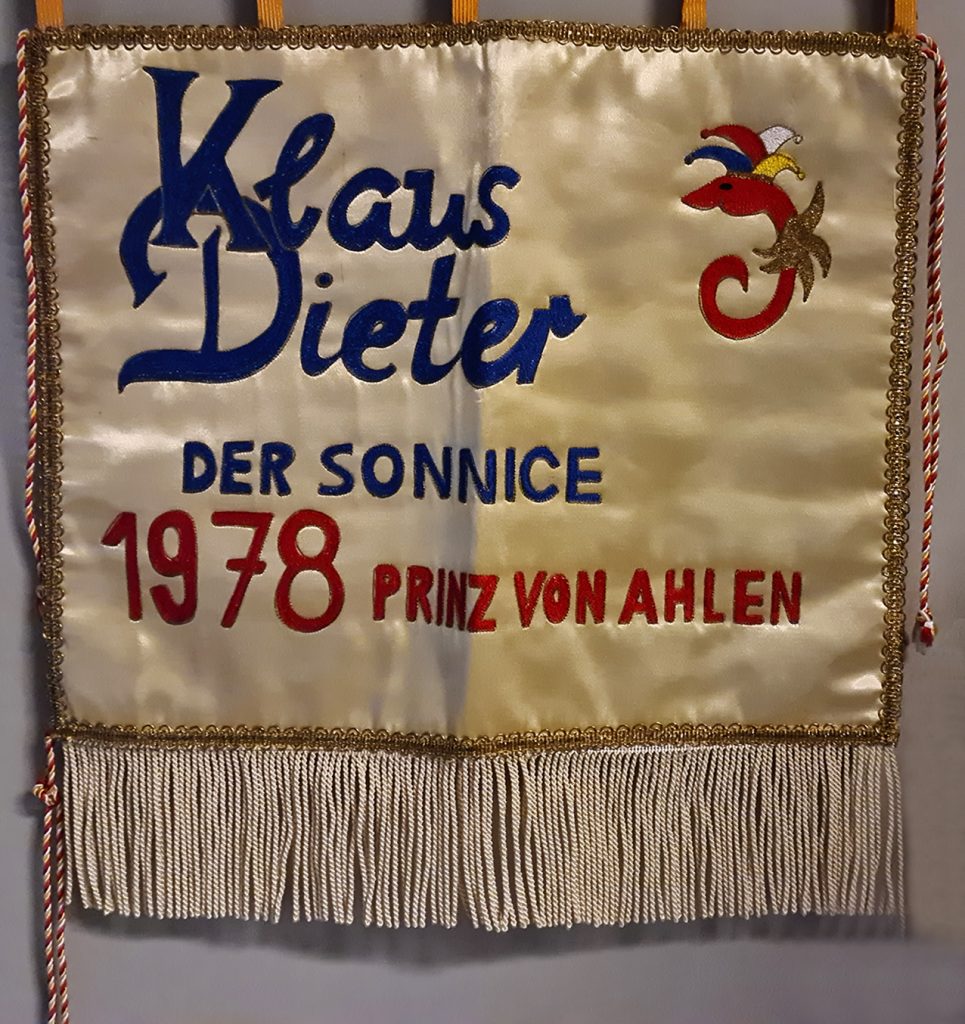 Klaus
Dieter
DER SONNICE
1978 PRINZ VON AHLEN